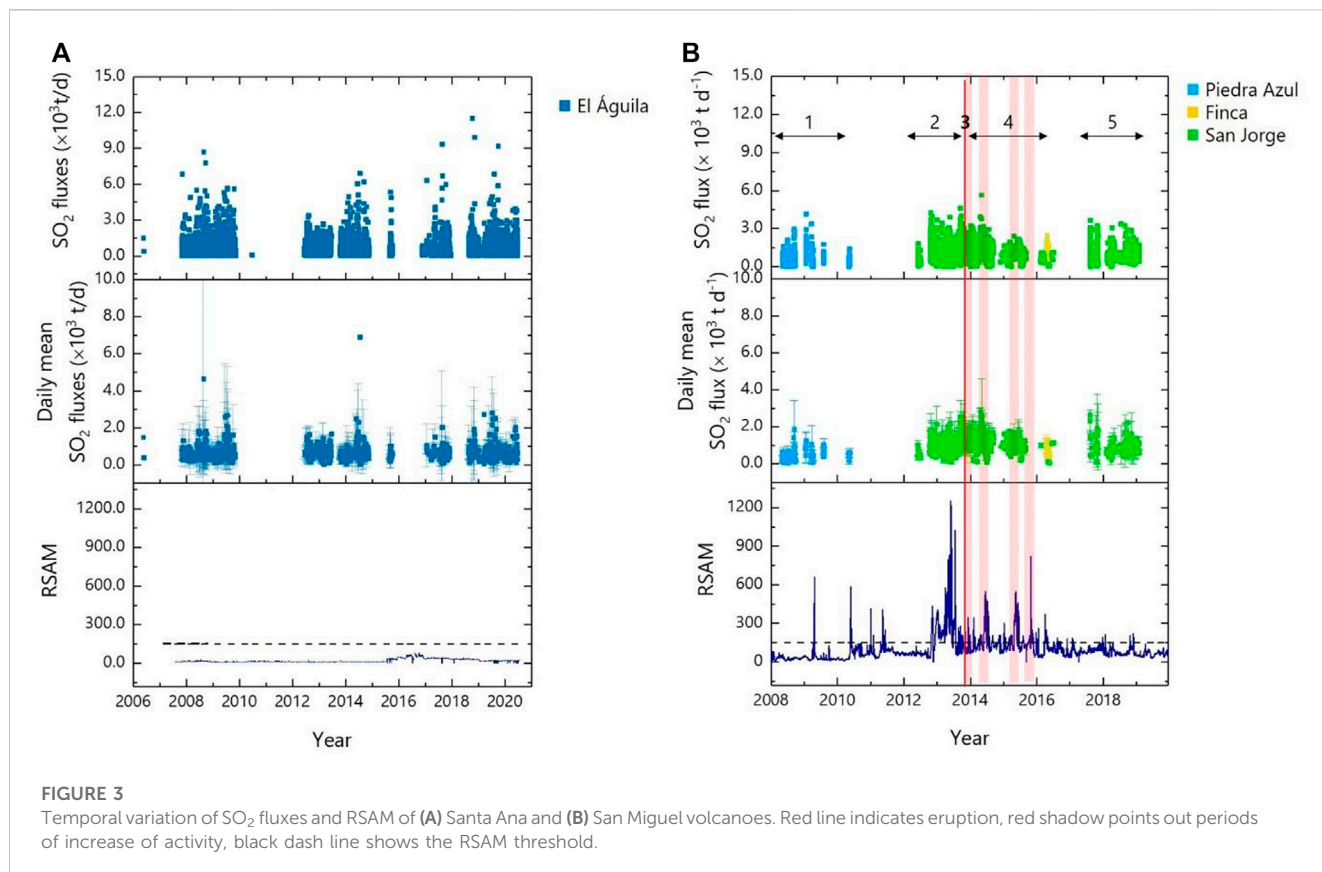 A
SO₂ fluxes (×10³t/d)
15.0
12.0
9.0
6.0
3.0
0.0
El Águila
Daily mean
SO₂ fluxes (×10³ t/d)
10.0
8.0
6.0
4.0
2.0
0.0
RSAM
1200.0
900.0
600.0
300.0
0.0
2006 2008 2010 2012 2014 2016 2018 2020
Year
B
SO₂ flux (× 10³ t d⁻¹)
15.0
12.0
9.0
6.0
3.0
0.0
1 2 3 4 5
Piedra Azul
Finca
San Jorge
Daily mean
SO₂ flux (× 10³ t d⁻¹)
10.0
8.0
6.0
4.0
2.0
0.0
RSAM
1200
900
600
300
0
2008 2010 2012 2014 2016 2018
Year
FIGURE 3
Temporal variation of SO₂ fluxes and RSAM of (A) Santa Ana and (B) San Miguel volcanoes. Red line indicates eruption, red shadow points out periods
of increase of activity, black dash line shows the RSAM threshold.